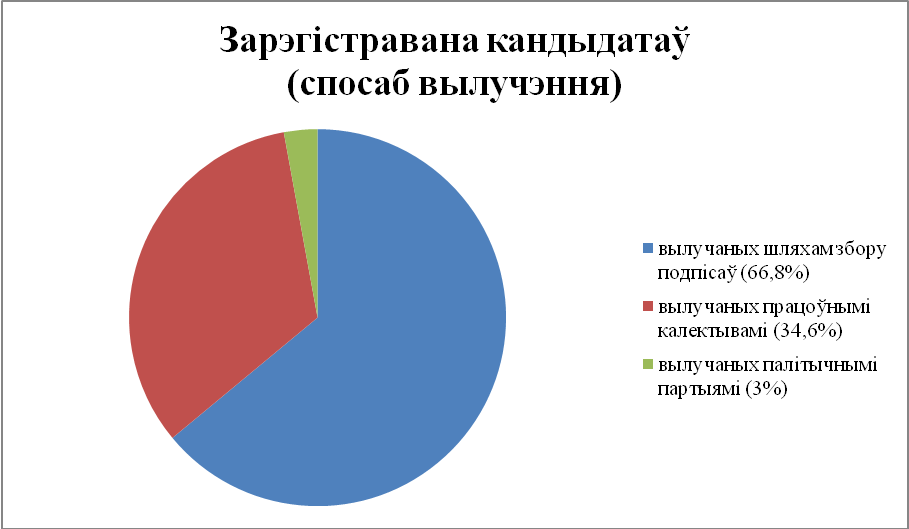 Зарэгістравана кандыдатаў
(спосаб вылучэння)
вылучаных шляхам збору
подпісаў (66,8%)
вылучаных працоўнымі
калектывамі (34,6%)
вылучаных палітычнымі
партыямі (3%)